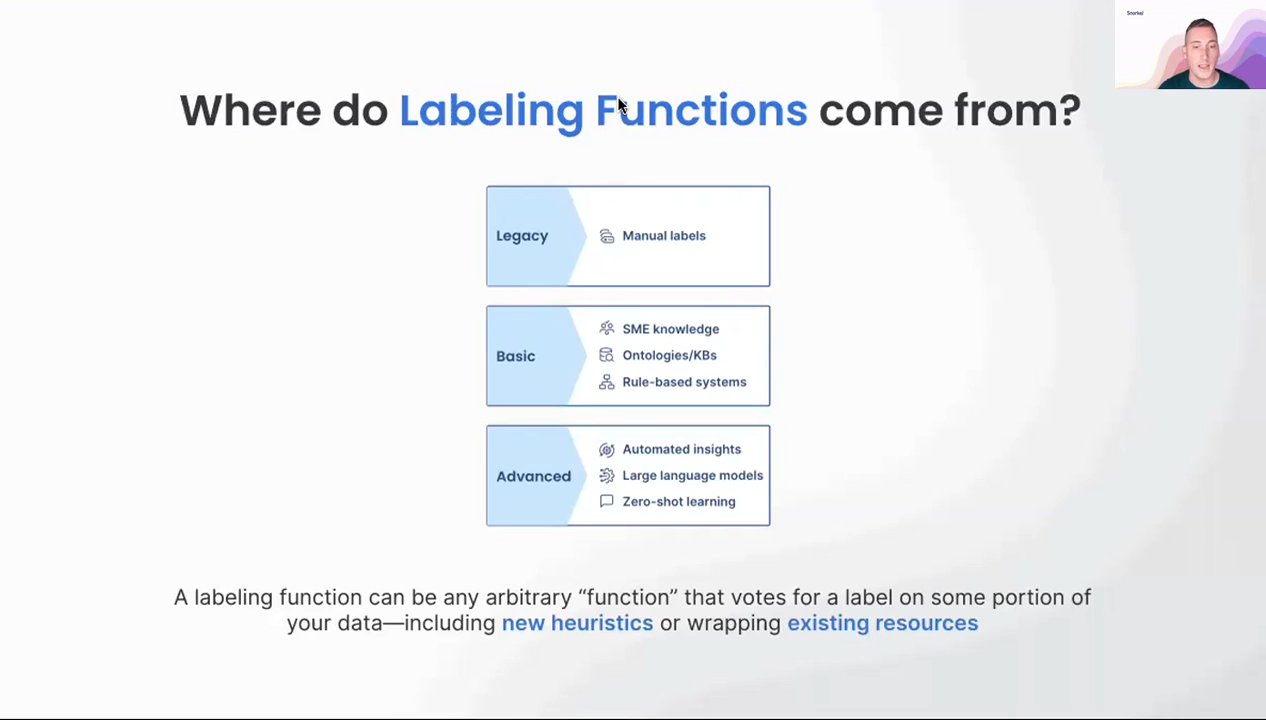 Snorkel
Where do Labeling Functions come from?
Legacy
Manual labels
Basic
SME knowledge
Ontologies/KBs
Rule-based systems
Advanced
Automated insights
Large language models
Zero-shot learning
A labeling function can be any arbitrary “function” that votes for a label on some portion of
your data—including new heuristics or wrapping existing resources